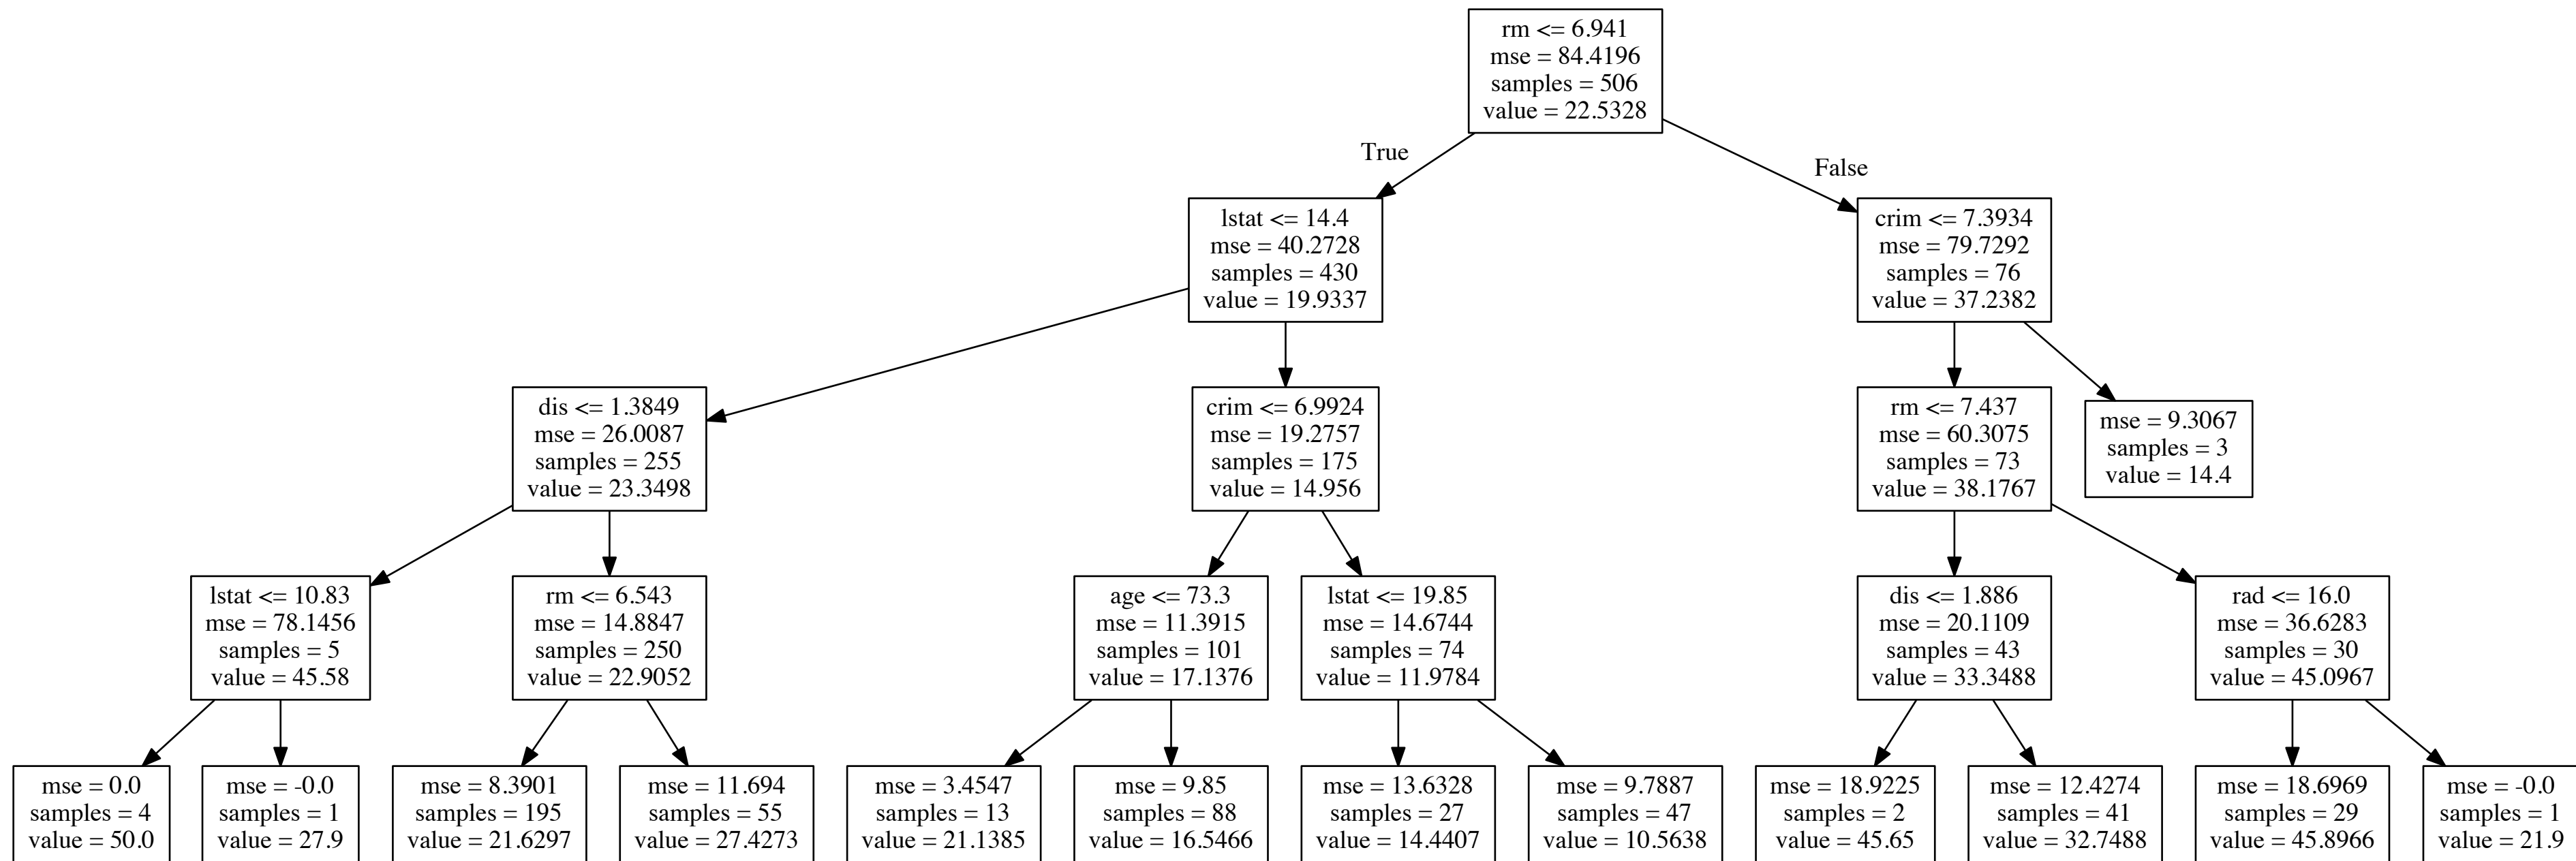 rm <= 6.941
mse = 84.4196
samples = 506
value = 22.5328
True
False
lstat <= 14.4
mse = 40.2728
samples = 430
value = 19.9337
crim <= 7.3934
mse = 79.7292
samples = 76
value = 37.2382
dis <= 1.3849
mse = 26.0087
samples = 255
value = 23.3498
crim <= 6.9924
mse = 19.2757
samples = 175
value = 14.956
rm <= 7.437
mse = 60.3075
samples = 73
value = 38.1767
mse = 9.3067
samples = 3
value = 14.4
lstat <= 10.83
mse = 78.1456
samples = 5
value = 45.58
rm <= 6.543
mse = 14.8847
samples = 250
value = 22.9052
age <= 73.3
mse = 11.3915
samples = 101
value = 17.1376
lstat <= 19.85
mse = 14.6744
samples = 74
value = 11.9784
dis <= 1.886
mse = 20.1109
samples = 43
value = 33.3488
rad <= 16.0
mse = 36.6283
samples = 30
value = 45.0967
mse = 0.0
samples = 4
value = 50.0
mse = -0.0
samples = 1
value = 27.9
mse = 8.3901
samples = 195
value = 21.6297
mse = 11.694
samples = 55
value = 27.4273
mse = 3.4547
samples = 13
value = 21.1385
mse = 9.85
samples = 88
value = 16.5466
mse = 13.6328
samples = 27
value = 14.4407
mse = 9.7887
samples = 47
value = 10.5638
mse = 18.9225
samples = 2
value = 45.65
mse = 12.4274
samples = 41
value = 32.7488
mse = 18.6969
samples = 29
value = 45.8966
mse = -0.0
samples = 1
value = 21.9